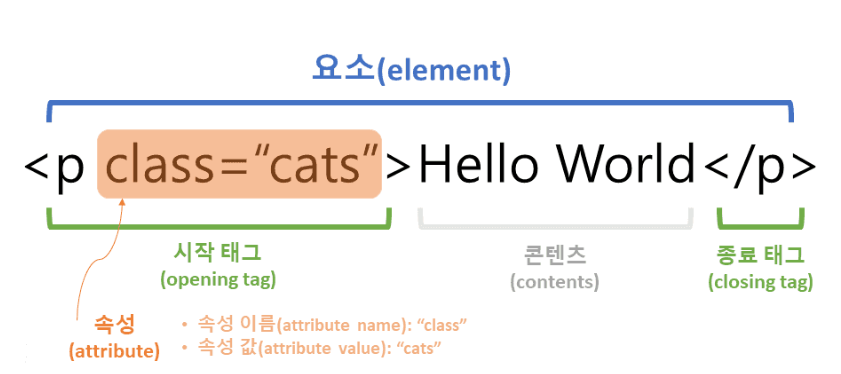 요소(element)
<p class=“cats”>Hello World</p>
시작 태그
(opening tag)
콘텐츠
(contents)
종료 태그
(closing tag)
속성
(attribute)
• 속성 이름(attribute name): “class”
• 속성 값(attribute value): “cats”